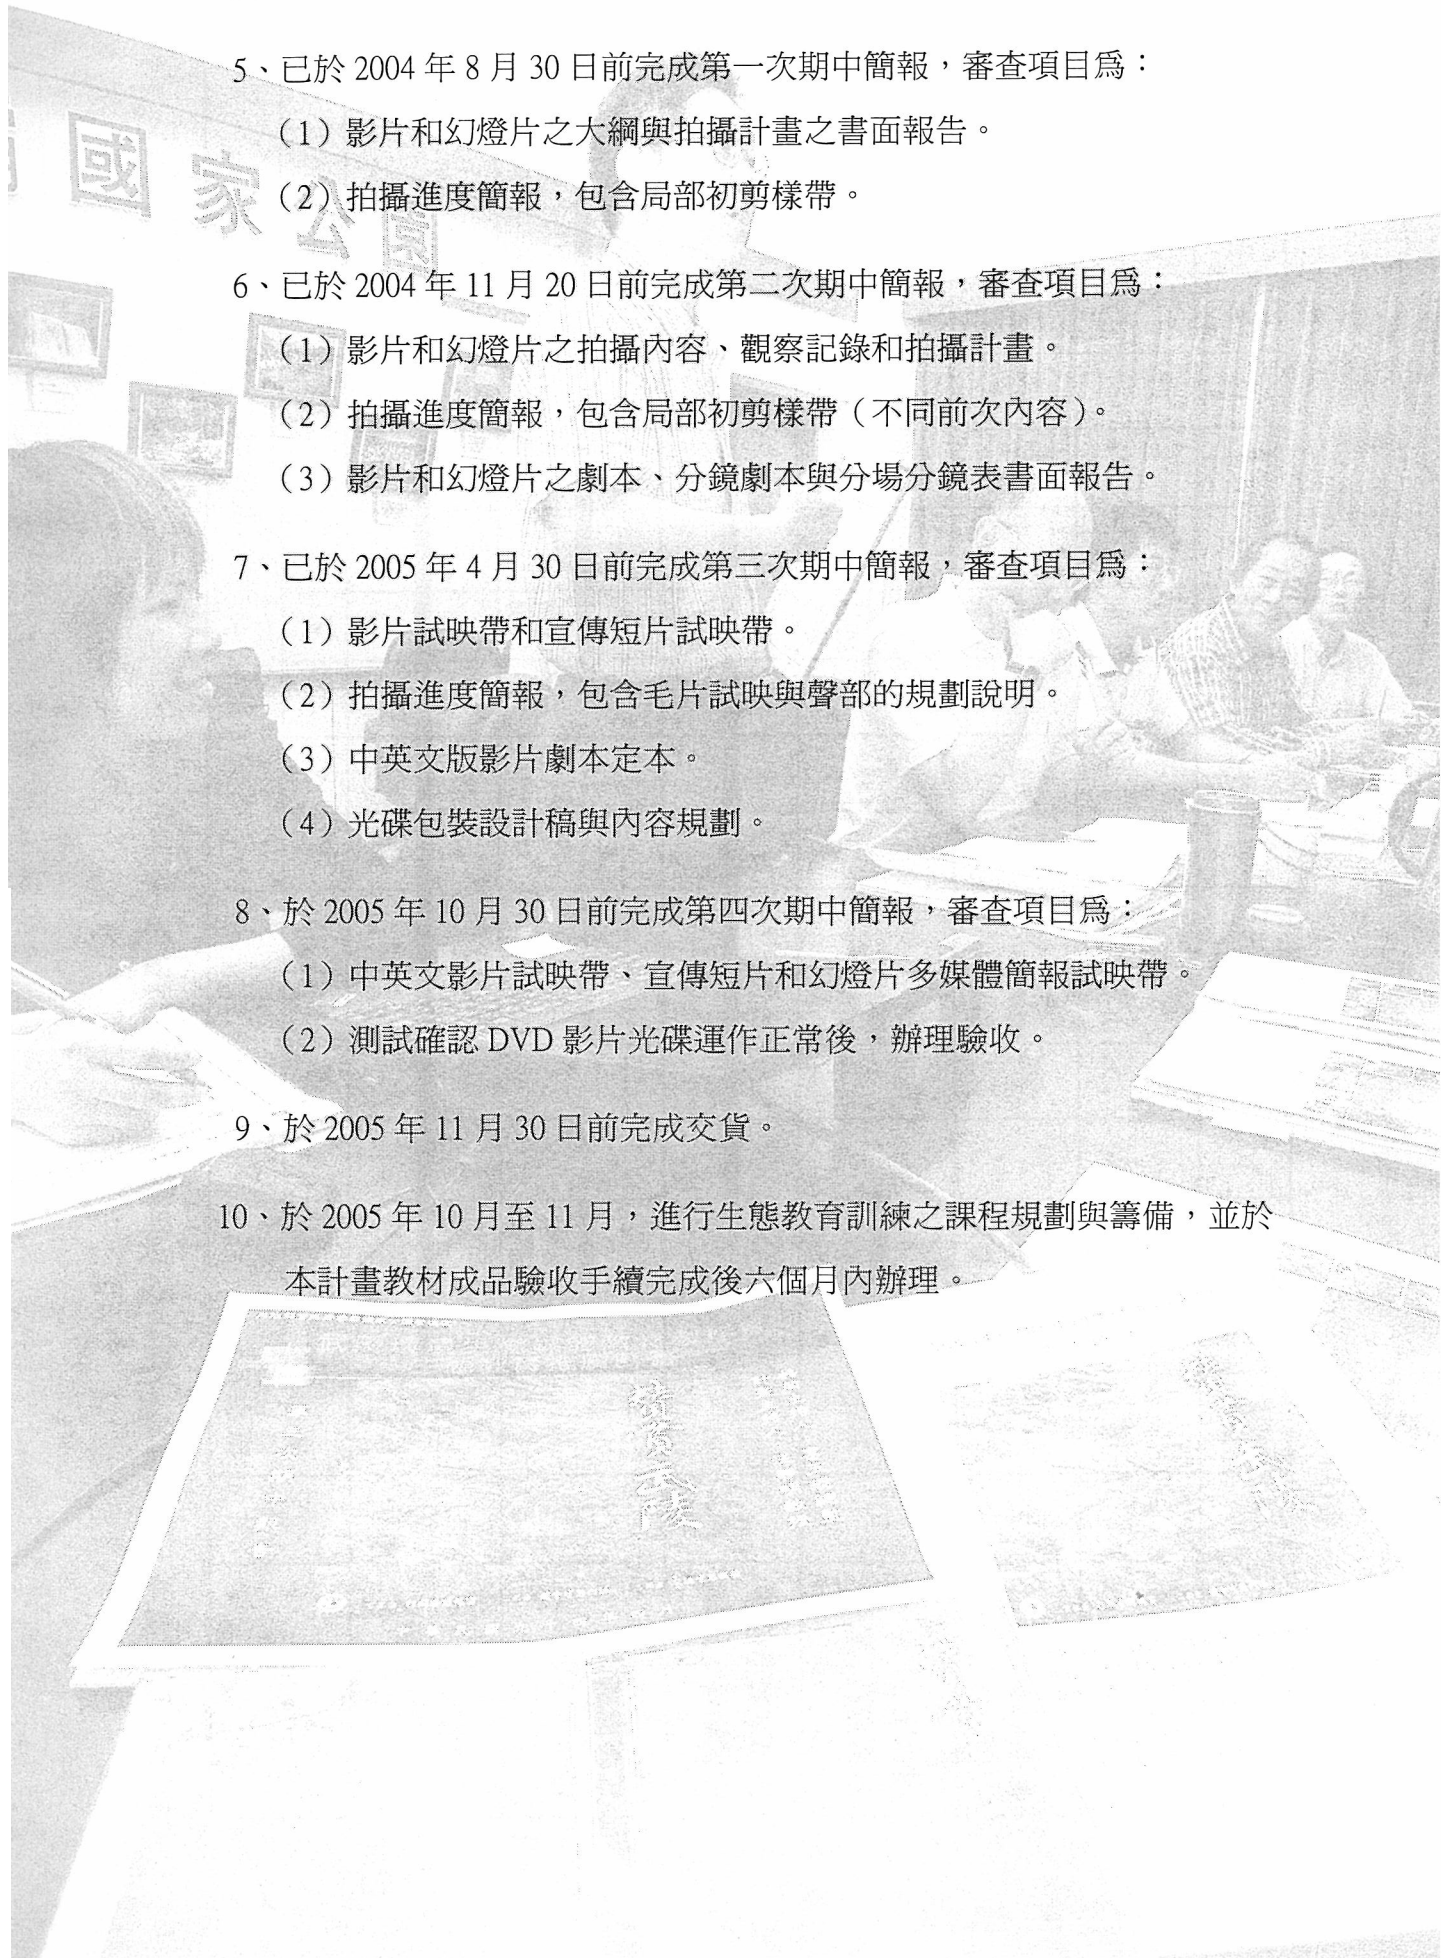 5、已於 2004 年 8 月 30 日前完成第一次期中簡報，審查項目爲：
（1）影片和幻燈片之大綱與拍攝計畫之書面報告。
（2）拍攝進度簡報，包含局部初剪樣帶。
國家公園
6、已於 2004 年 11 月 20 日前完成第二次期中簡報，審查項目爲：
（1）影片和幻燈片之拍攝內容、觀察記錄和拍攝計畫。
（2）拍攝進度簡報，包含局部初剪樣帶（不同前次內容）。
（3）影片和幻燈片之劇本、分鏡劇本與分場分鏡表書面報告。
7、已於 2005 年 4 月 30 日前完成第三次期中簡報，審查項目爲：
（1）影片試映帶和宣傳短片試映帶。
（2）拍攝進度簡報，包含毛片試映與聲部的規劃說明。
（3）中英文版影片劇本定本。
（4）光碟包裝設計稿與內容規劃。
8、於 2005 年 10 月 30 日前完成第四次期中簡報，審查項目爲：
（1）中英文影片試映帶、宣傳短片和幻燈片多媒體簡報試映帶。
（2）測試確認 DVD 影片光碟運作正常後，辦理驗收。
9、於 2005 年 11 月 30 日前完成交貨。
10、於 2005 年 10 月至 11 月，進行生態教育訓練之課程規劃與籌備，並於
本計畫教材成品驗收手續完成後六個月內辦理。